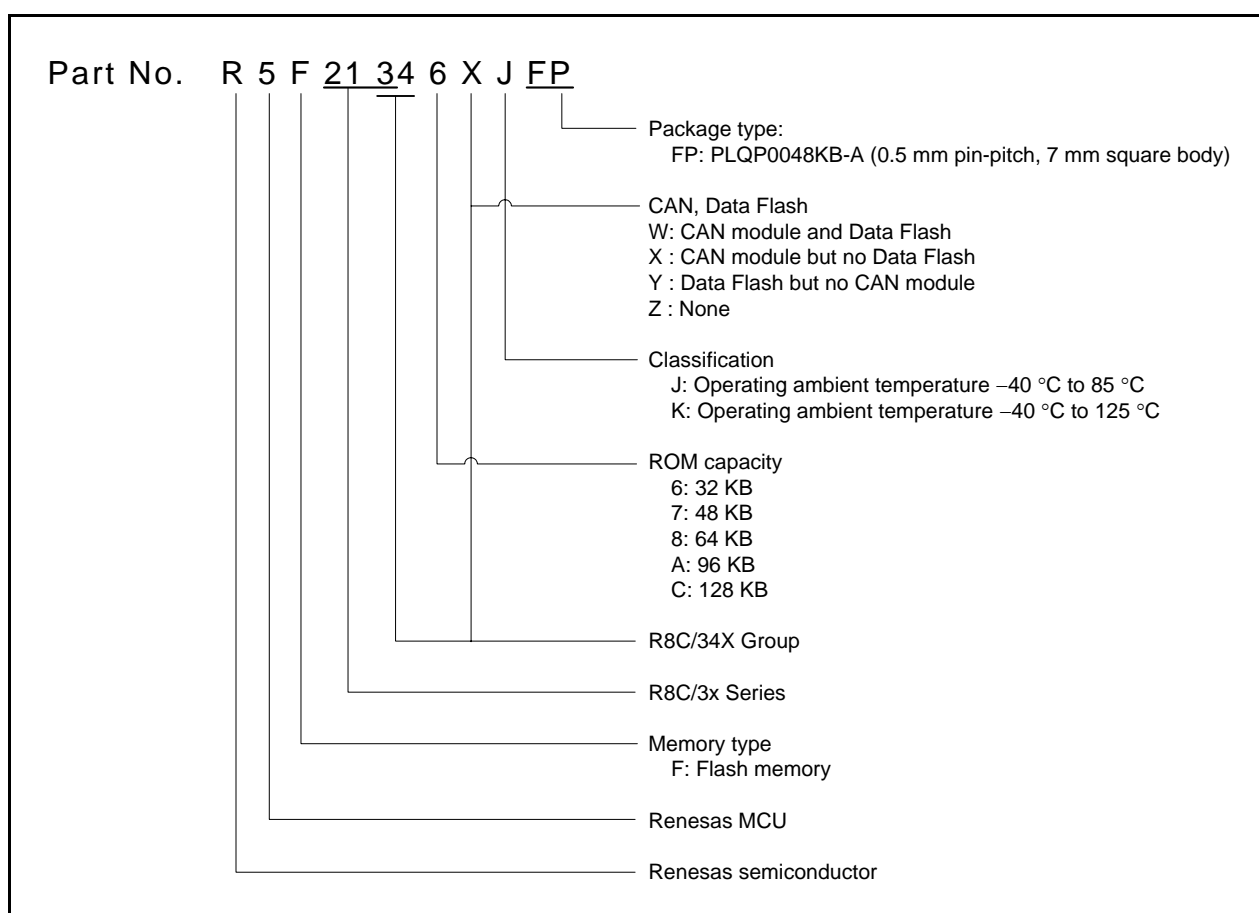 Part No. R 5 F 21 34 6 X J FP
Package type:
FP: PLQP0048KB-A (0.5 mm pin-pitch, 7 mm square body)
CAN, Data Flash
W: CAN module and Data Flash
X : CAN module but no Data Flash
Y : Data Flash but no CAN module
Z : None
Classification
J: Operating ambient temperature −40 °C to 85 °C
K: Operating ambient temperature −40 °C to 125 °C
ROM capacity
6: 32 KB
7: 48 KB
8: 64 KB
A: 96 KB
C: 128 KB
R8C/34X Group
R8C/3x Series
Memory type
F: Flash memory
Renesas MCU
Renesas semiconductor